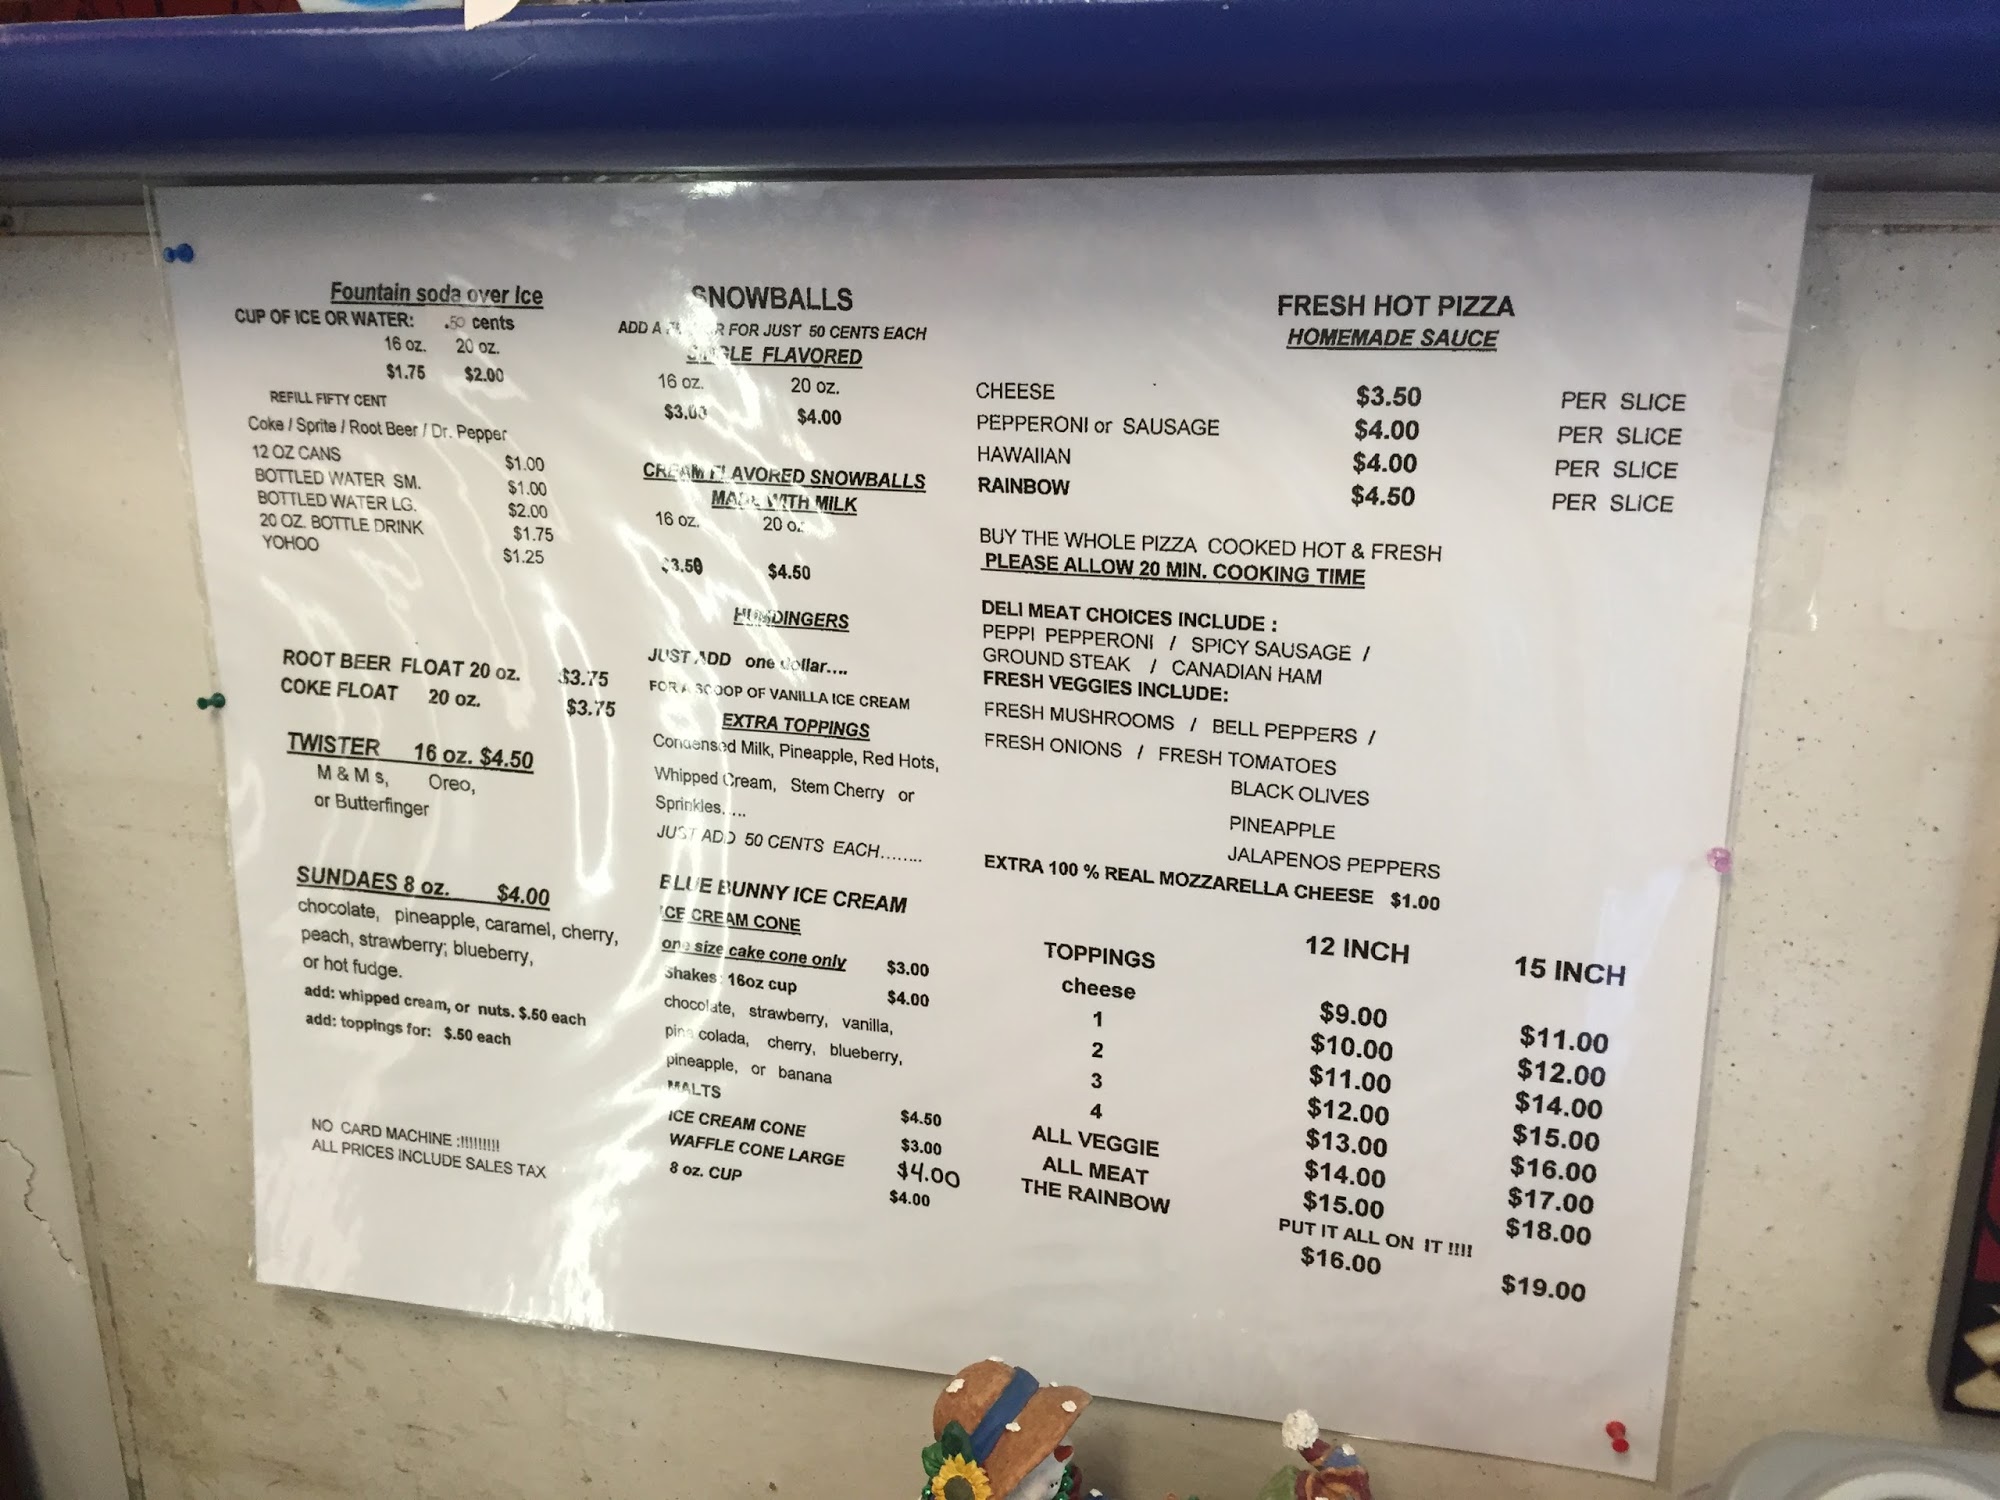 Fountain soda over Ice
CUP OF ICE OR WATER: .50 cents
16 oz. 20 oz.
$1.75 $2.00
REFILL FIFTY CENT
Coke / Sprite / Root Beer / Dr. Pepper
12 OZ CANS $1.00
BOTTLED WATER SM. $1.00
BOTTLED WATER LG. $2.00
20 OZ. BOTTLE DRINK $1.75
YOHOO $1.25
ROOT BEER FLOAT 20 oz. $3.75
COKE FLOAT 20 oz. $3.75
TWISTER 16 oz. $4.50
M & M s, Oreo,
or Butterfinger
SUNDAES 8 oz. $4.00
chocolate, pineapple, caramel, cherry,
peach, strawberry; blueberry,
or hot fudge.
add: whipped cream, or nuts. $.50 each
add: toppings for: $.50 each
NO CARD MACHINE :!!!!!!!!!
ALL PRICES INCLUDE SALES TAX
SNOWBALLS
ADD A FOR JUST 50 CENTS EACH
SINGLE FLAVORED
16 oz. 20 oz.
$3.00 $4.00
CREAM FLAVORED SNOWBALLS
MADE WITH MILK
16 oz. 20 oz.
$3.50 $4.50
HUMDINGERS
JUST ADD one dollar....
FOR A SCOOP OF VANILLA ICE CREAM
EXTRA TOPPINGS
Condensed Milk, Pineapple, Red Hots,
Whipped Cream, Stem Cherry or
Sprinkles.....
JUST ADD 50 CENTS EACH........
BLUE BUNNY ICE CREAM
ICE CREAM CONE
one size cake cone only $3.00
Shakes: 16oz cup $4.00
chocolate, strawberry, vanilla,
pina colada, cherry, blueberry,
pineapple, or banana
MALTS $4.50
ICE CREAM CONE $3.00
WAFFLE CONE LARGE $4.00
8 oz. CUP $4.00
FRESH HOT PIZZA
HOMEMADE SAUCE
CHEESE $3.50 PER SLICE
PEPPERONI or SAUSAGE $4.00 PER SLICE
HAWAIIAN $4.00 PER SLICE
RAINBOW $4.50 PER SLICE
BUY THE WHOLE PIZZA COOKED HOT & FRESH
PLEASE ALLOW 20 MIN. COOKING TIME
DELI MEAT CHOICES INCLUDE :
PEPPI PEPPERONI / SPICY SAUSAGE /
GROUND STEAK / CANADIAN HAM
FRESH VEGGIES INCLUDE:
FRESH MUSHROOMS / BELL PEPPERS /
FRESH ONIONS / FRESH TOMATOES
BLACK OLIVES
PINEAPPLE
JALAPENOS PEPPERS
EXTRA 100 % REAL MOZZARELLA CHEESE $1.00
TOPPINGS 12 INCH 15 INCH
cheese $9.00 $11.00
1 $10.00 $12.00
2 $11.00 $14.00
3 $12.00 $15.00
4 $13.00 $16.00
ALL VEGGIE $14.00 $17.00
ALL MEAT $15.00 $18.00
THE RAINBOW PUT IT ALL ON IT !!!!
$16.00 $19.00